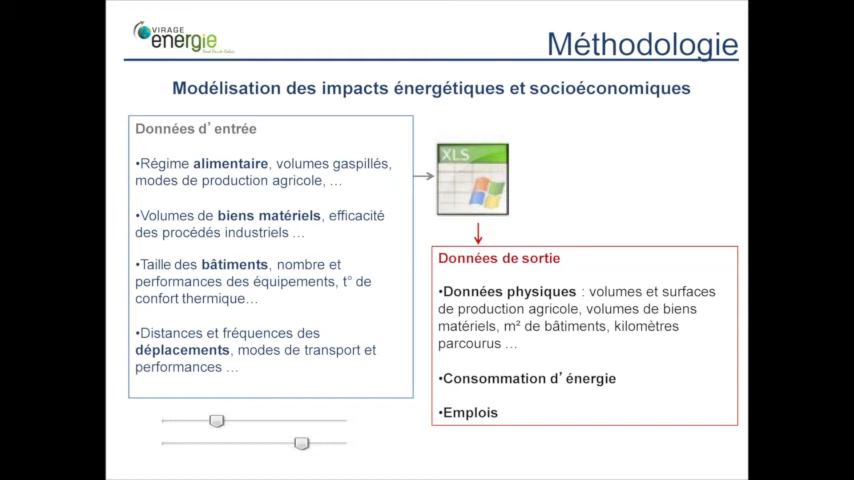 VIRAGE
énergie
Méthodologie
Modélisation des impacts énergétiques et socioéconomiques
Données d’entrée
•Régime alimentaire, volumes gaspillés,
modes de production agricole, …
•Volumes de biens matériels, efficacité
des procédés industriels …
•Taille des bâtiments, nombre et
performances des équipements, t° de
confort thermique…
•Distances et fréquences des
déplacements, modes de transport et
performances …
XLS
Données de sortie
•Données physiques : volumes et surfaces
de production agricole, volumes de biens
matériels, m² de bâtiments, kilomètres
parcourus …
•Consommation d’énergie
•Emplois